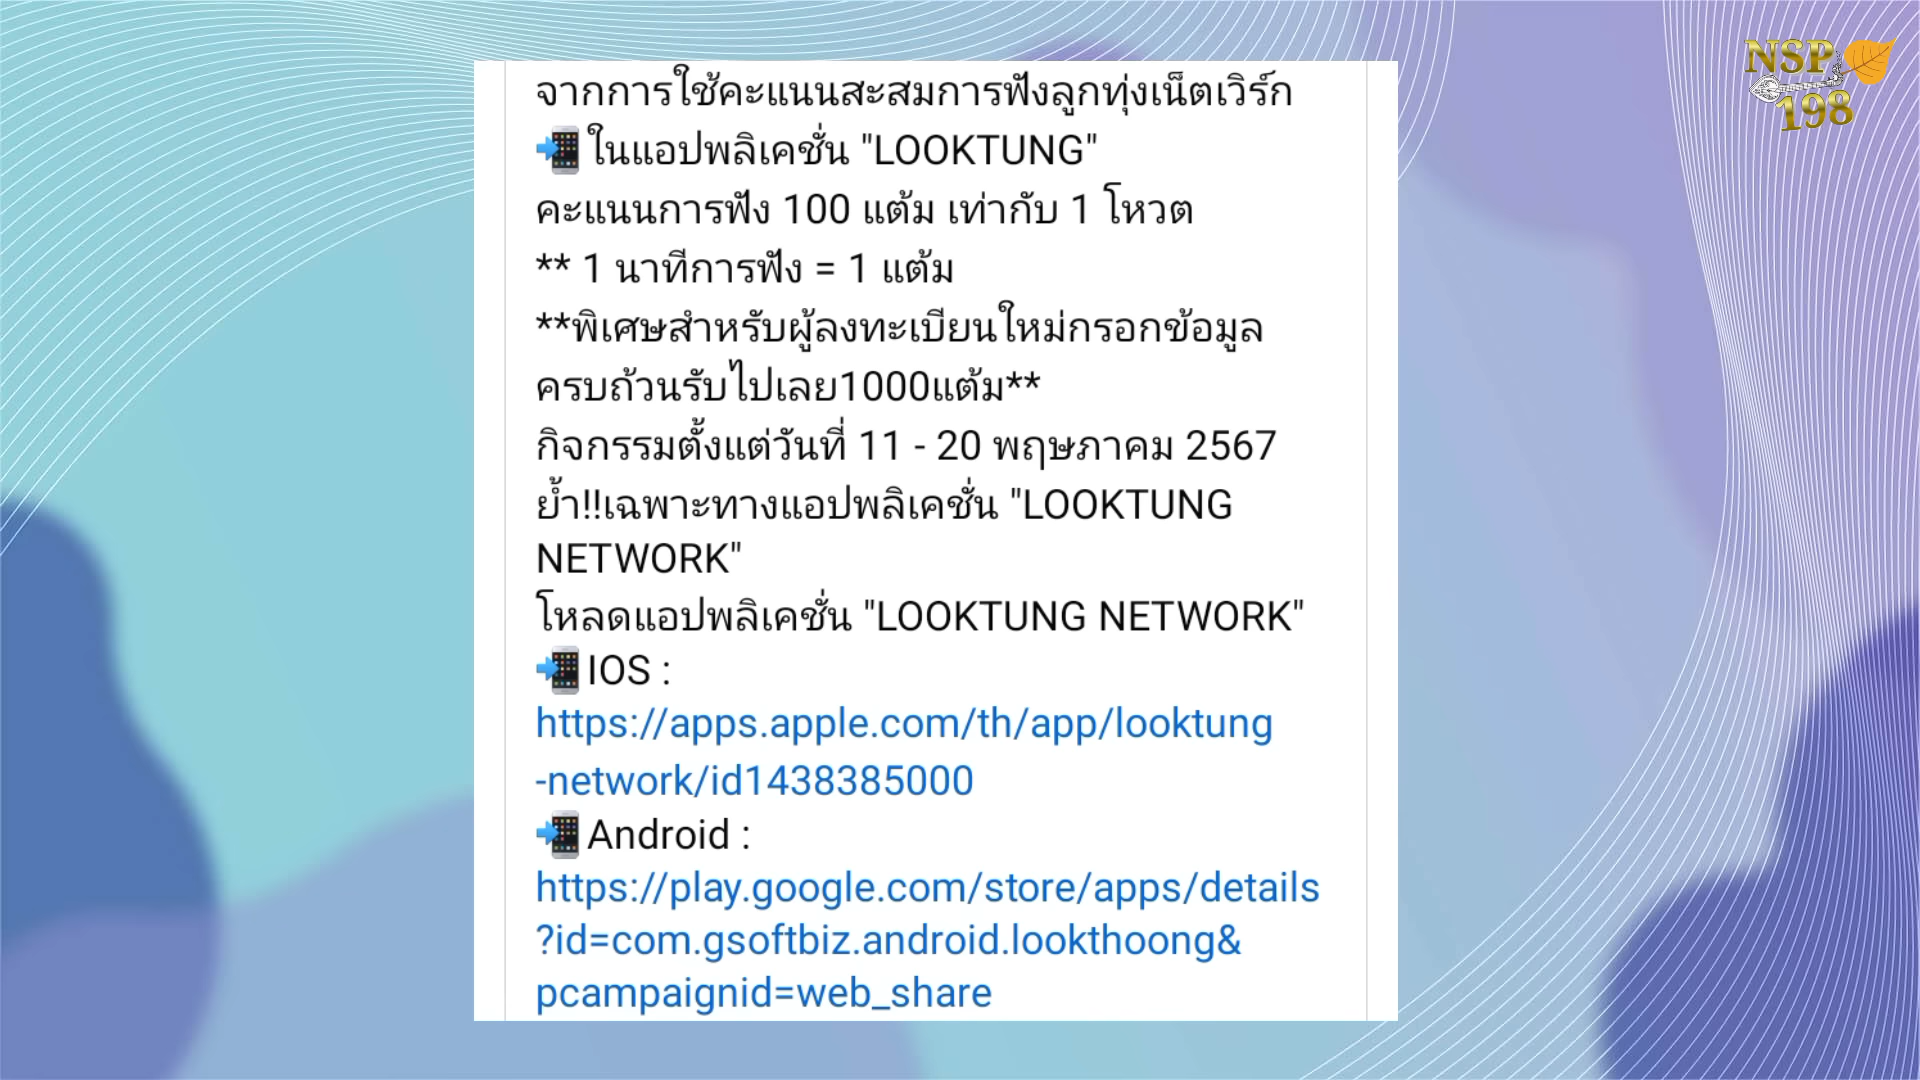 NSP
198
จากการใช้คะแนนสะสมการฟังลูกทุ่งเน็ตเวิร์ก
📲ในแอปพลิเคชั่น "LOOKTUNG"
คะแนนการฟัง 100 แต้ม เท่ากับ 1 โหวต
** 1 นาทีการฟัง = 1 แต้ม
**พิเศษสำหรับผู้ลงทะเบียนใหม่กรอกข้อมูล
ครบถ้วนรับไปเลย1000แต้ม**
กิจกรรมตั้งแต่วันที่ 11 - 20 พฤษภาคม 2567
ย้ำ!!เฉพาะทางแอปพลิเคชั่น "LOOKTUNG
NETWORK"
โหลดแอปพลิเคชั่น "LOOKTUNG NETWORK"
📲IOS :
https://apps.apple.com/th/app/looktung
-network/id1438385000
📲Android :
https://play.google.com/store/apps/details
?id=com.gsoftbiz.android.lookthoong&
pcampaignid=web_share